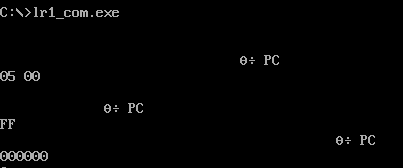 C:\>lr1_com.exe
θ÷ PC
05 00
θ÷ PC
FF
θ÷ PC
000000